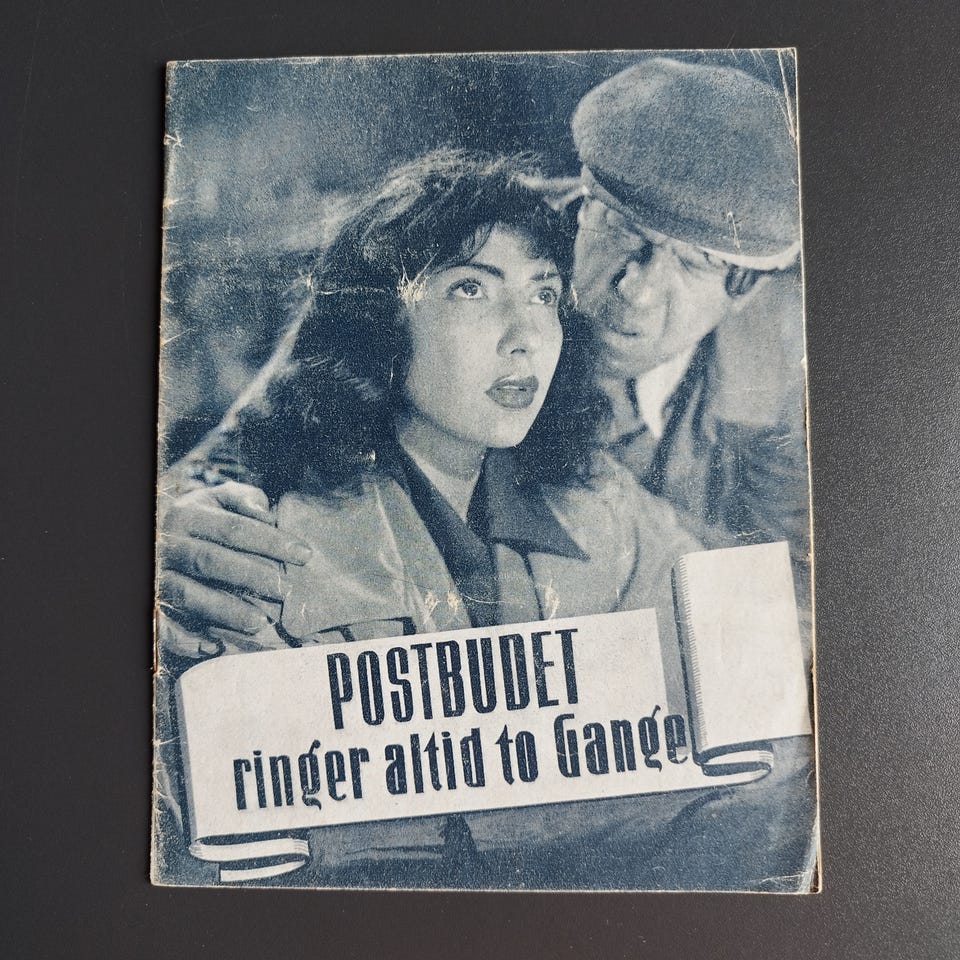 POSTBUDET
ringer altid to Gange